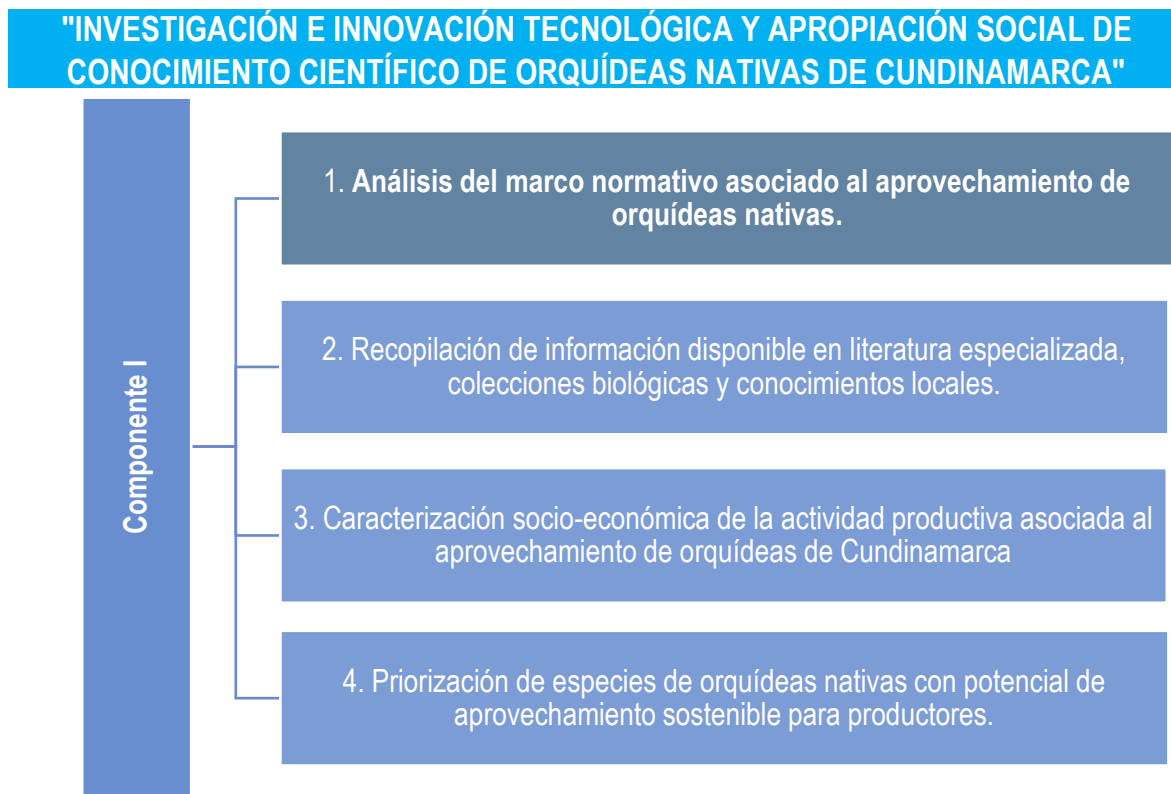 "INVESTIGACIÓN E INNOVACIÓN TECNOLÓGICA Y APROPIACIÓN SOCIAL DE
CONOCIMIENTO CIENTÍFICO DE ORQUÍDEAS NATIVAS DE CUNDINAMARCA"
Componente I
1. Análisis del marco normativo asociado al aprovechamiento de
orquídeas nativas.
2. Recopilación de información disponible en literatura especializada,
colecciones biológicas y conocimientos locales.
3. Caracterización socio-económica de la actividad productiva asociada al
aprovechamiento de orquídeas de Cundinamarca
4. Priorización de especies de orquídeas nativas con potencial de
aprovechamiento sostenible para productores.